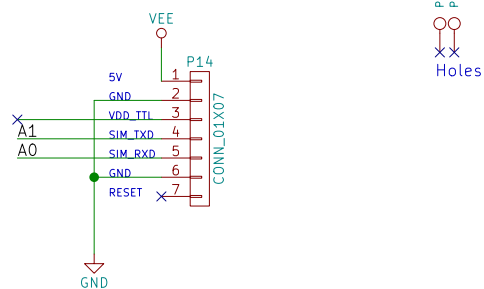 VEE
P
P
P14
Holes
5V
1
GND
2
VDD_TTL
3
A1
SIM_TXD
4
A0
SIM_RXD
5
GND
6
RESET
7
CONN_01X07
GND